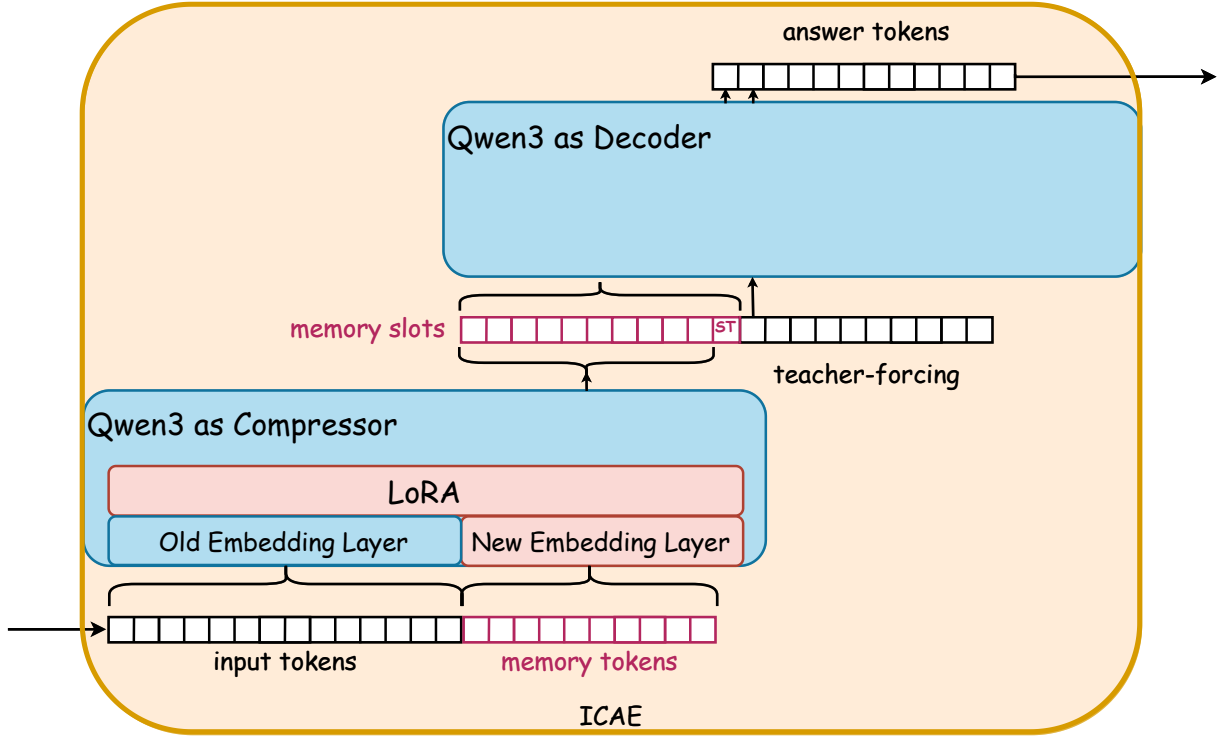 answer tokens
Qwen3 as Decoder
memory slots
ST
teacher-forcing
Qwen3 as Compressor
LoRA
Old Embedding Layer
New Embedding Layer
input tokens
memory tokens
ICAE